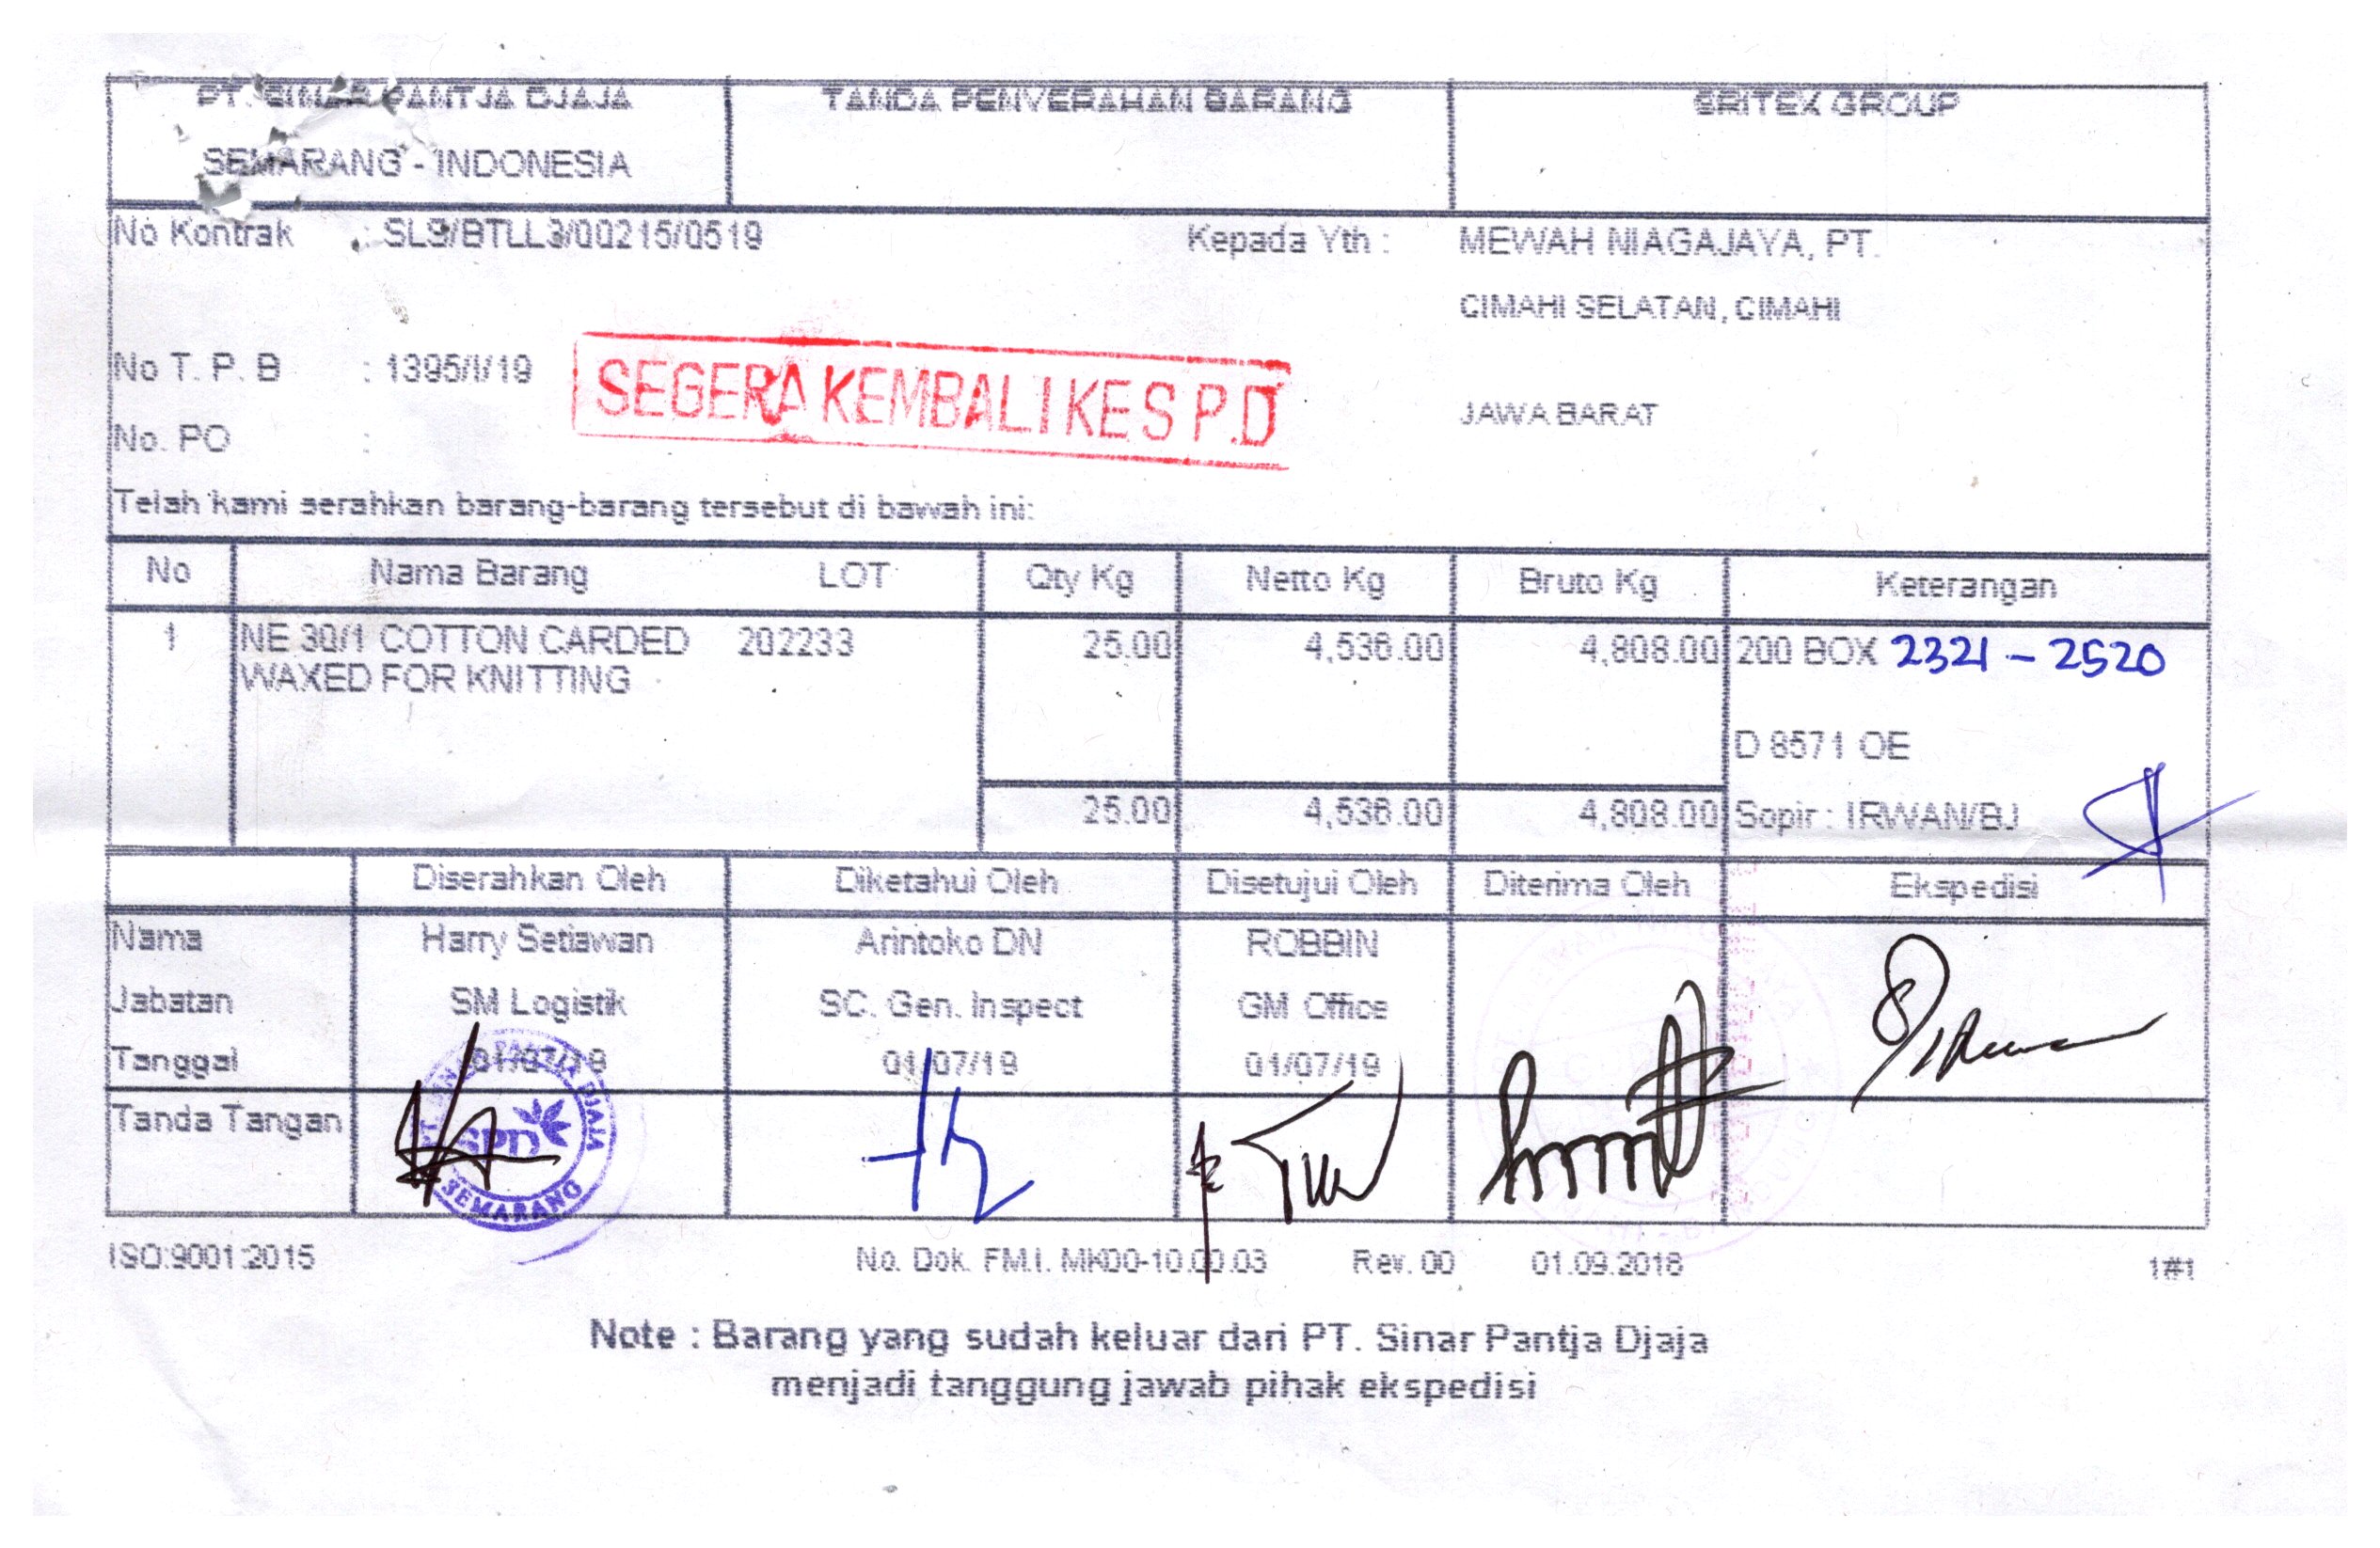 PT. SINAR PANTJA DJAJA
TANDA PENYERAHAN BARANG
SRITEX GROUP
SEMARANG - INDONESIA
No Kontrak : SLS/BTLL3/00215/0519
Kepada Yth : MEWAH NIAGAJAYA, PT.
CIMAHI SELATAN, CIMAHI
No T. P. B : 1395/I/19
SEGERA KEMBALI KE S P.D
JAWA BARAT
No. PO :
Telah kami serahkan barang-barang tersebut di bawah ini:
No Nama Barang LOT Qty Kg Netto Kg Bruto Kg Keterangan
1 NE 30/1 COTTON CARDED 202233 25.00 4,536.00 4,808.00 200 BOX 2321 - 2520
WAXED FOR KNITTING
D 8571 OE
25.00 4,536.00 4,808.00 Sopir : IRWAN/BJ
Diserahkan Oleh Diketahui Oleh Disetujui Oleh Diterima Oleh Ekspedisi
Nama Harry Setiawan Arintoko DN ROBBIN
Jabatan SM Logistik SC. Gen. Inspect GM Office
Tanggal 01/07/19 01/07/19 01/07/19
Tanda Tangan
PT. SINAR PANTJA DJAJA
SPD
SEMARANG
ISO:9001:2015 No. Dok. FM.I. MK00-10.00.03 Rev. 00 01.09.2018 1#1
Note : Barang yang sudah keluar dari PT. Sinar Pantja Djaja
menjadi tanggung jawab pihak ekspedisi